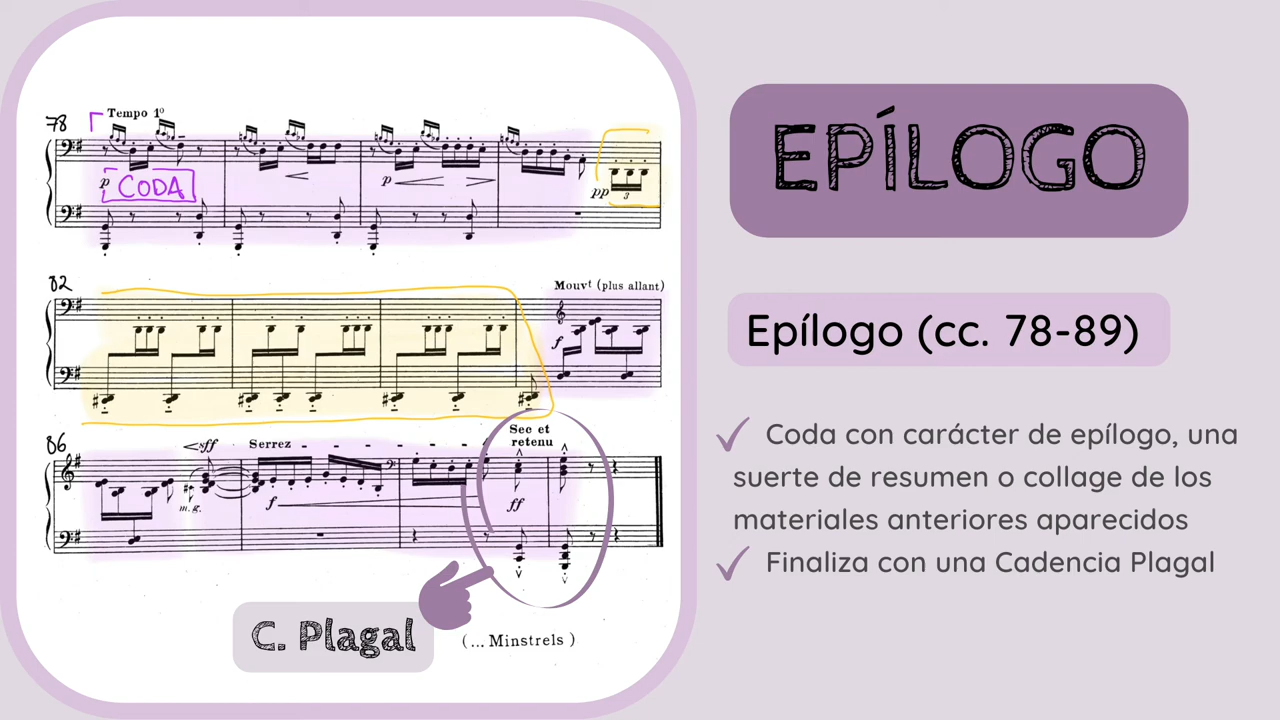 EPÍLOGO
Epílogo (cc. 78-89)
Coda con carácter de epílogo, una
suerte de resumen o collage de los
materiales anteriores aparecidos
Finaliza con una Cadencia Plagal
78
Tempo 1º
p
CODA
p
pp
3
82
Mouvt (plus allant)
f
86
sff
Serrez
Sec et
retenu
m.g.
f
ff
C. Plagal
(... Minstrels )